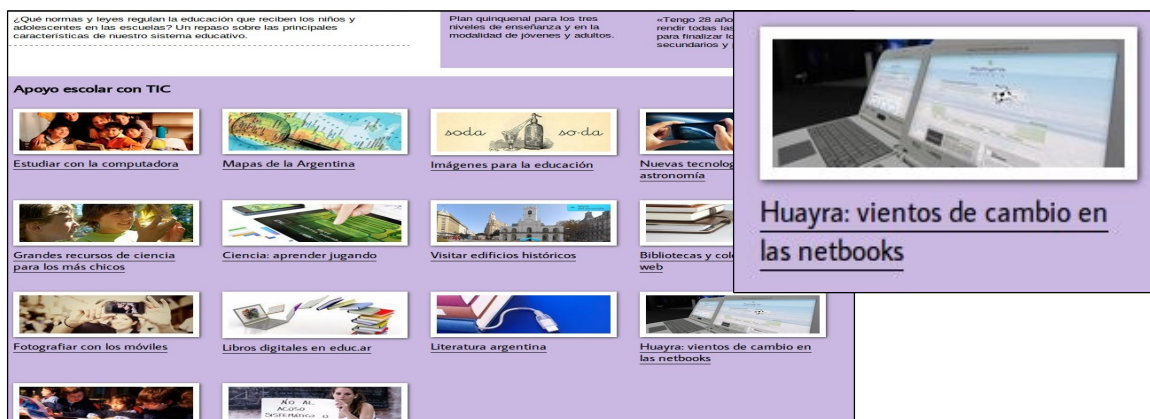 ¿Qué normas y leyes regulan la educación que reciben los niños y
adolescentes en las escuelas? Un repaso sobre las principales
características de nuestro sistema educativo.
Plan quinquenal para los tres
niveles de enseñanza y en la
modalidad de jóvenes y adultos.
«Tengo 28 año
rendir todas las
para finalizar lo
secundarios y
Apoyo escolar con TIC
soda so-da
Estudiar con la computadora
Mapas de la Argentina
Imágenes para la educación
Nuevas tecnolog
astronomía
Grandes recursos de ciencia
para los más chicos
Ciencia: aprender jugando
Visitar edificios históricos
Bibliotecas y cole
web
Fotografiar con los móviles
Libros digitales en educ.ar
Literatura argentina
Huayra: vientos de cambio en
las netbooks
NO AL
ACOSO
SISTEMÁTICO O
Huayra: vientos de cambio en
las netbooks